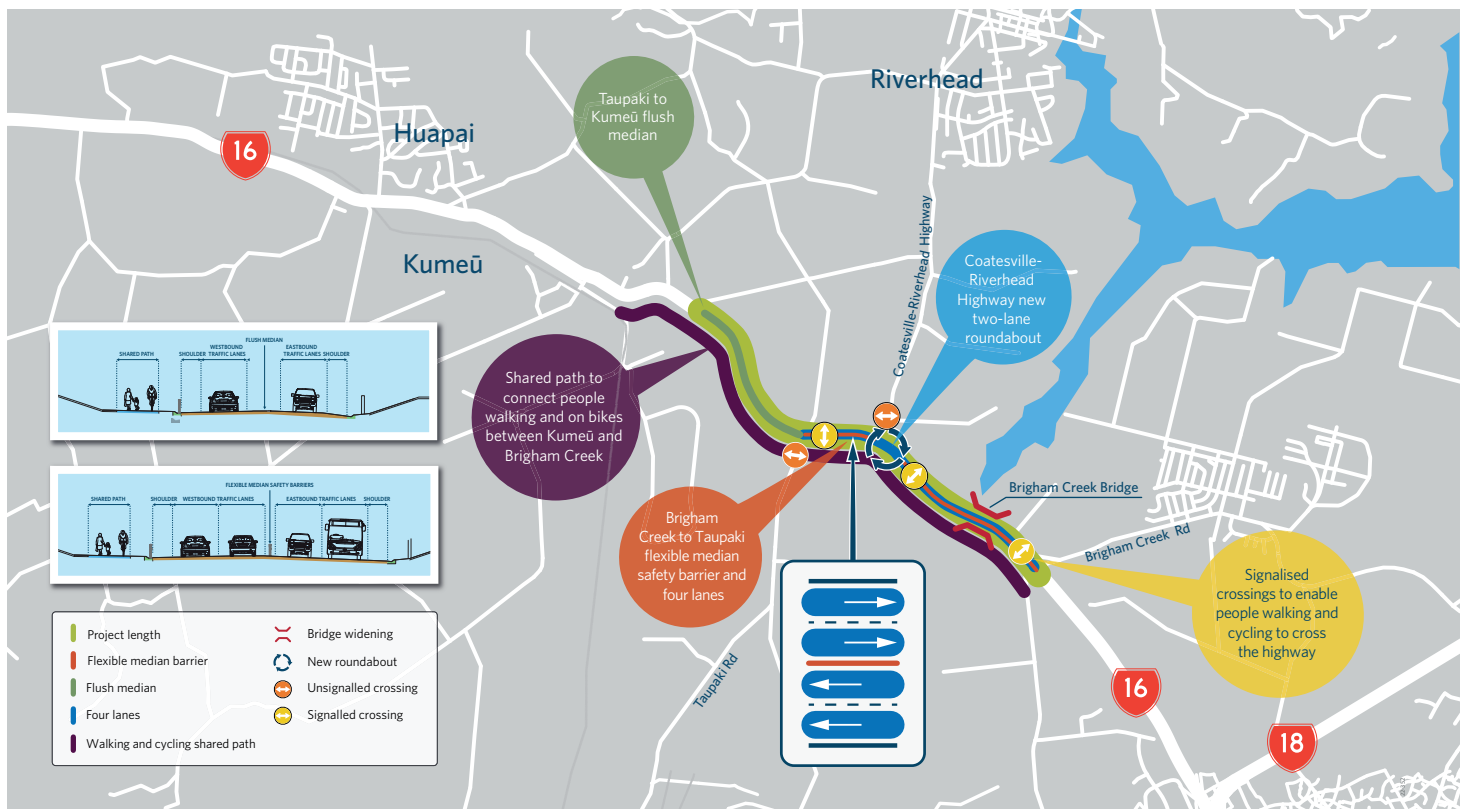 16
Huapai
Kumeū
Riverhead
Taupaki to
Kumeū flush
median
Coatesville-Riverhead Highway
Coatesville-
Riverhead
Highway new
two-lane
roundabout
Shared path to
connect people
walking and on bikes
between Kumeū and
Brigham Creek
Brigham
Creek to Taupaki
flexible median
safety barrier and
four lanes
Brigham Creek Bridge
Brigham Creek Rd
Signalised
crossings to enable
people walking and
cycling to cross
the highway
Taupaki Rd
16
18
FLUSH MEDIAN
SHARED PATH
SHOULDER
WESTBOUND
TRAFFIC LANES
EASTBOUND
TRAFFIC LANES
SHOULDER
FLEXIBLE MEDIAN SAFETY BARRIERS
SHARED PATH
SHOULDER
WESTBOUND TRAFFIC LANES
EASTBOUND TRAFFIC LANES
SHOULDER
Project length
Flexible median barrier
Flush median
Four lanes
Walking and cycling shared path
Bridge widening
New roundabout
Unsignalled crossing
Signalled crossing